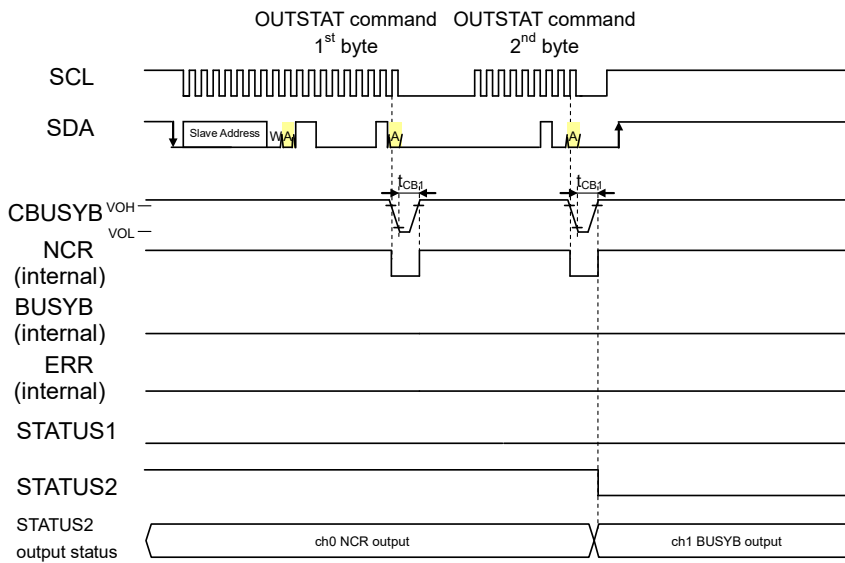 OUTSTAT command
1st byte
OUTSTAT command
2nd byte
SCL
SDA
Slave Address
W
A
A
A
tCB1
tCB1
CBUSYB
VOH
VOL
NCR
(internal)
BUSYB
(internal)
ERR
(internal)
STATUS1
STATUS2
STATUS2
output status
ch0 NCR output
ch1 BUSYB output